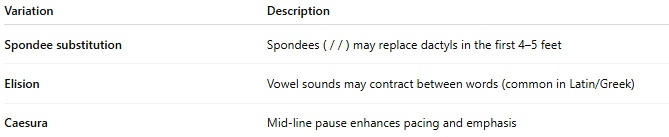 Variation Description
Spondee substitution Spondees ( / / ) may replace dactyls in the first 4–5 feet
Elision Vowel sounds may contract between words (common in Latin/Greek)
Caesura Mid-line pause enhances pacing and emphasis